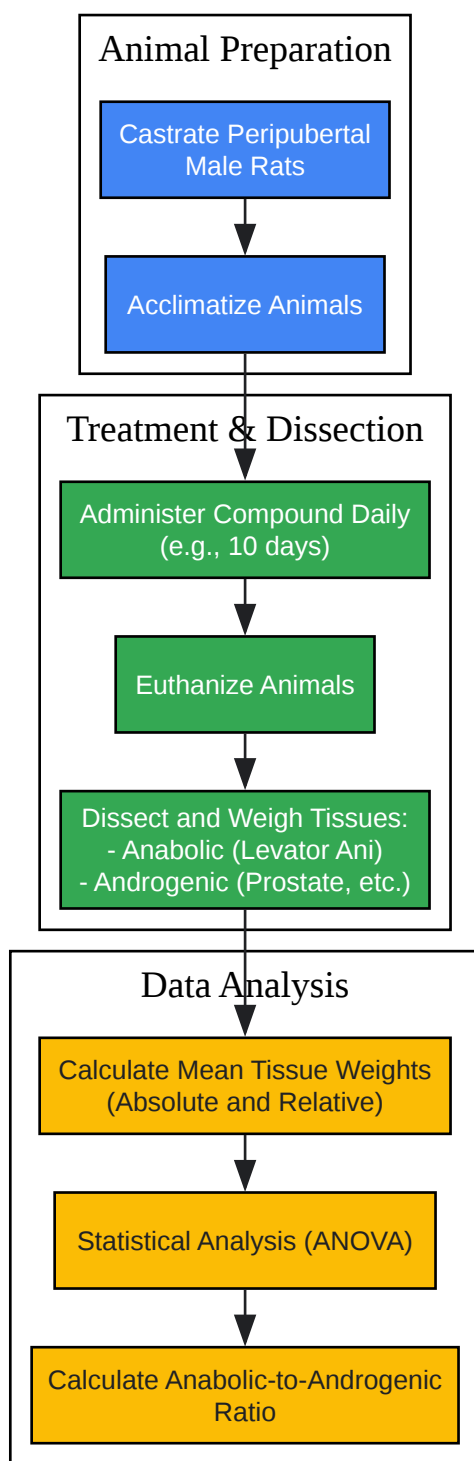 Animal Preparation
Castrate Peripubertal
Male Rats
Acclimatize Animals
Treatment & Dissection
Administer Compound Daily
(e.g., 10 days)
Euthanize Animals
Dissect and Weigh Tissues:
- Anabolic (Levator Ani)
- Androgenic (Prostate, etc.)
Data Analysis
Calculate Mean Tissue Weights
(Absolute and Relative)
Statistical Analysis (ANOVA)
Calculate Anabolic-to-Androgenic
Ratio